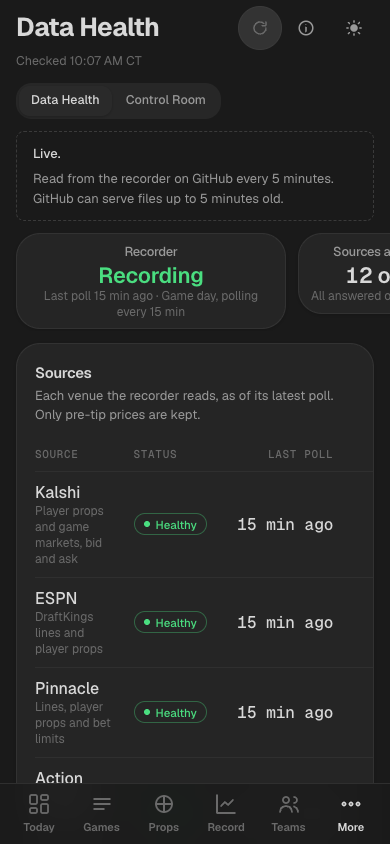 Data Health
Checked 10:07 AM CT
Data Health
Control Room
Live.
Read from the recorder on GitHub every 5 minutes.
GitHub can serve files up to 5 minutes old.
Recorder
Recording
Last poll 15 min ago · Game day, polling
every 15 min
Sources a
12 o
All answered o
Sources
Each venue the recorder reads, as of its latest poll.
Only pre-tip prices are kept.
SOURCE STATUS LAST POLL
Kalshi
Player props
and game
markets, bid
and ask
Healthy
15 min ago
ESPN
DraftKings
lines and
player props
Healthy
15 min ago
Pinnacle
Lines, player
props and bet
limits
Healthy
15 min ago
Action
Today Games Props Record Teams More